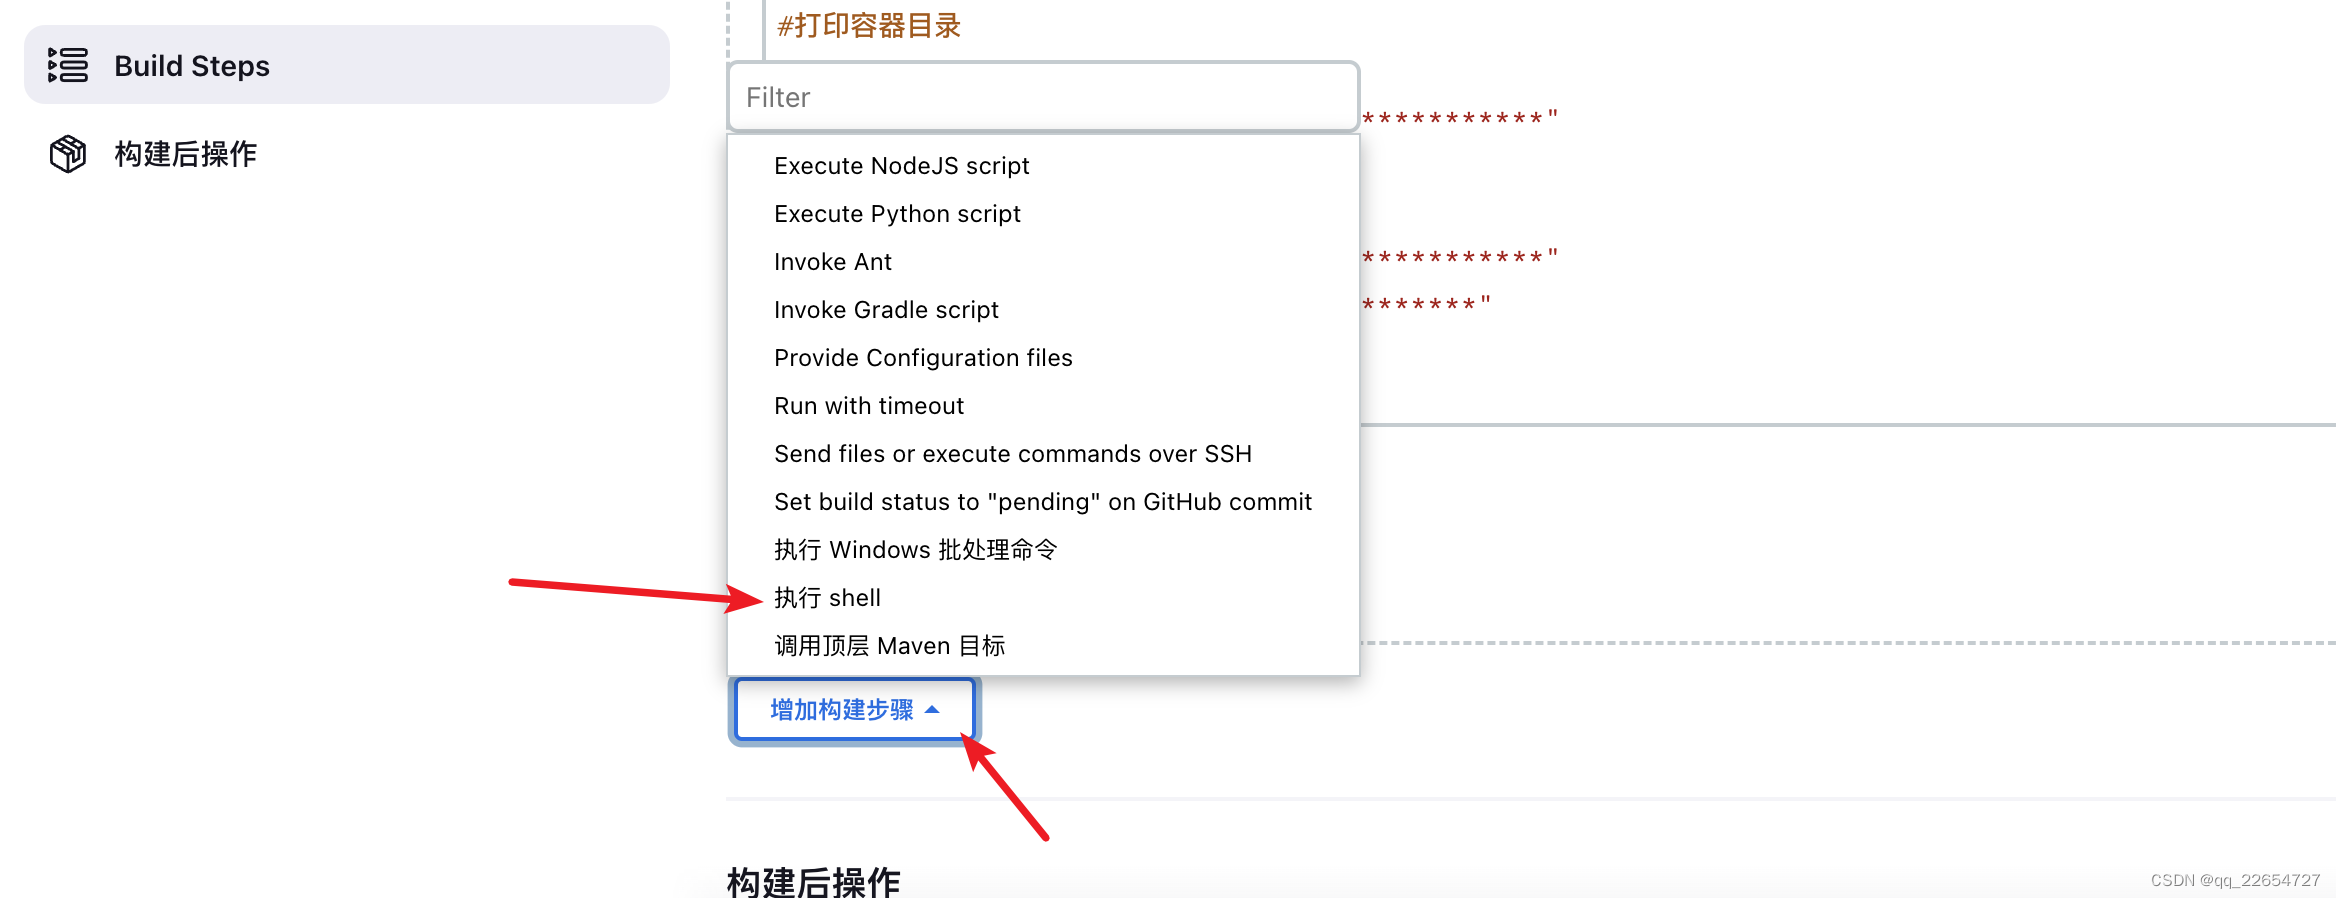 Build Steps
构建后操作
#打印容器目录
Filter
***********"
***********"
*******"
Execute NodeJS script
Execute Python script
Invoke Ant
Invoke Gradle script
Provide Configuration files
Run with timeout
Send files or execute commands over SSH
Set build status to "pending" on GitHub commit
执行 Windows 批处理命令
执行 shell
调用顶层 Maven 目标
增加构建步骤
构建后操作
CSDN @qq_22654727